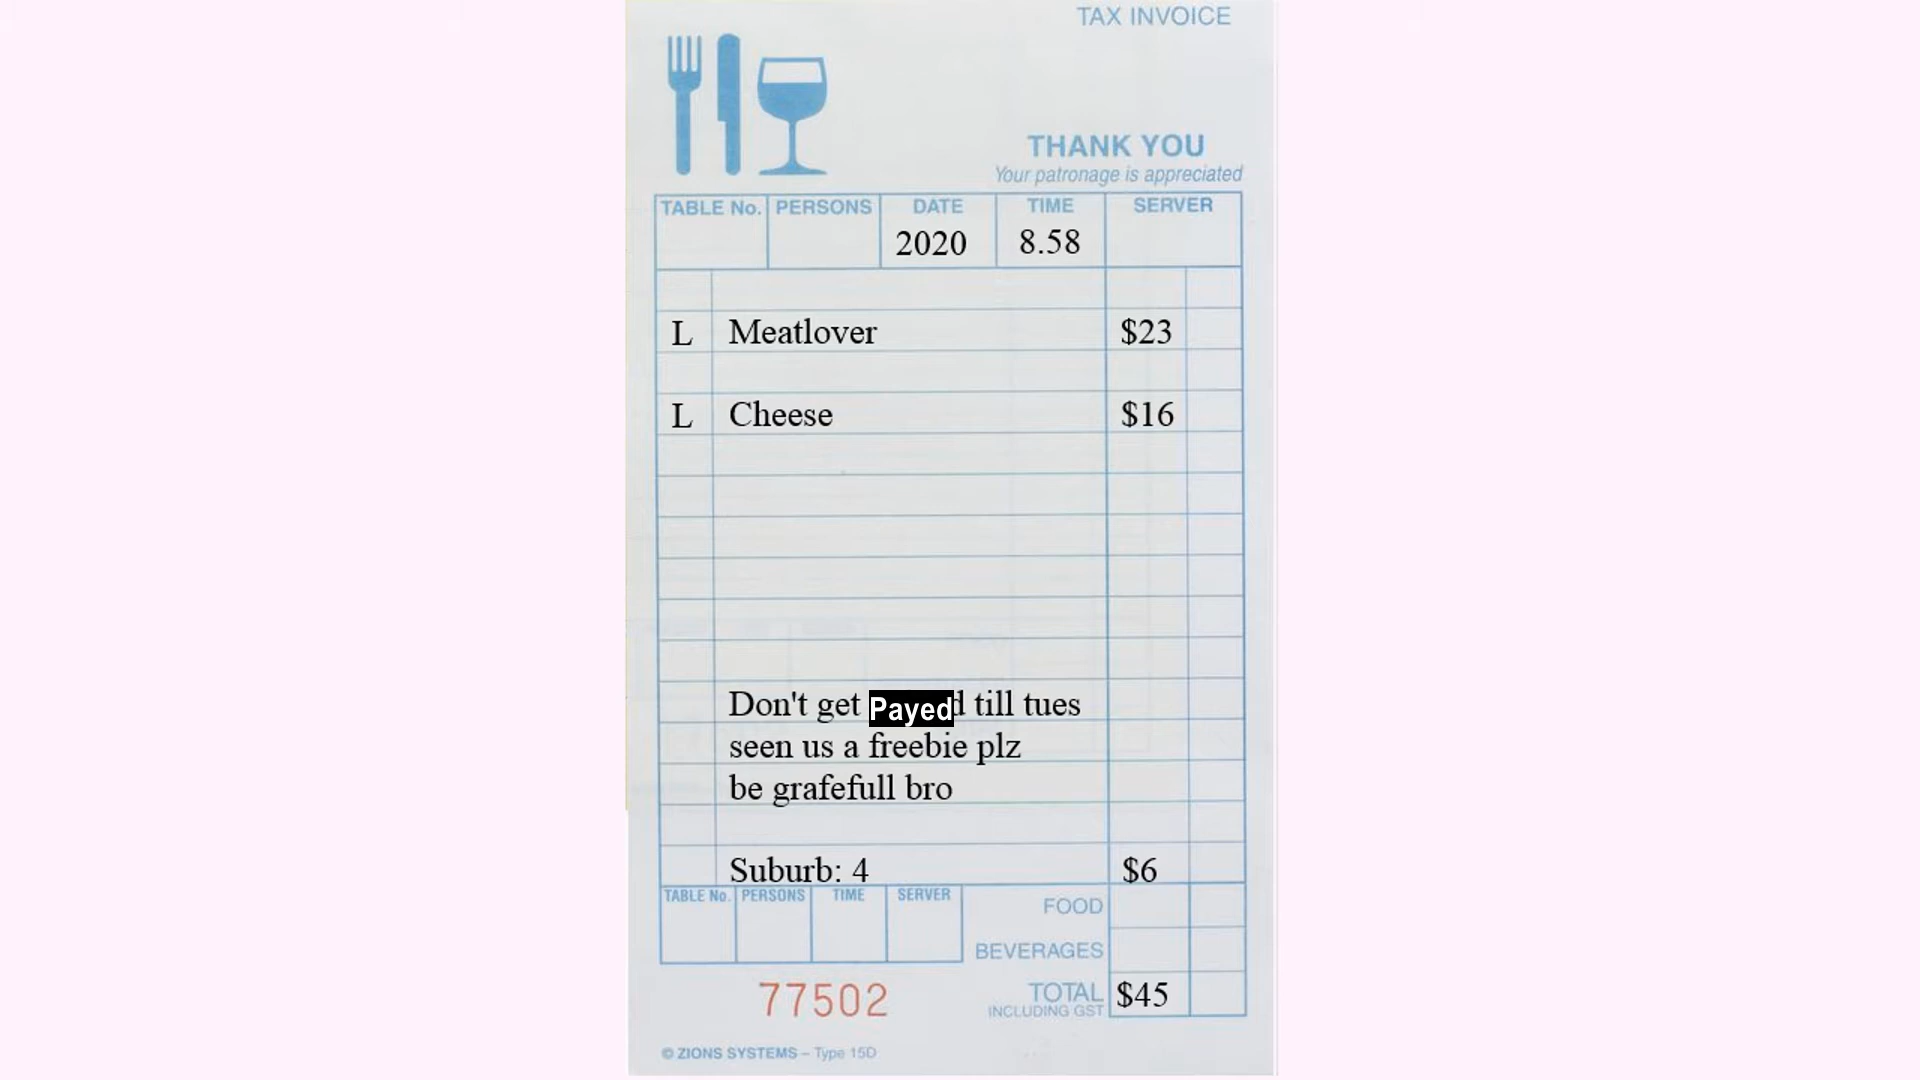 TAX INVOICE
THANK YOU
Your patronage is appreciated
TABLE No. PERSONS DATE TIME SERVER
2020 8.58
L Meatlover $23
L Cheese $16
Don't get Payed till tues
seen us a freebie plz
be grafefull bro
Suburb: 4 $6
TABLE No. PERSONS TIME SERVER
FOOD
BEVERAGES
77502 TOTAL $45
INCLUDING GST
© ZIONS SYSTEMS – Type 15D